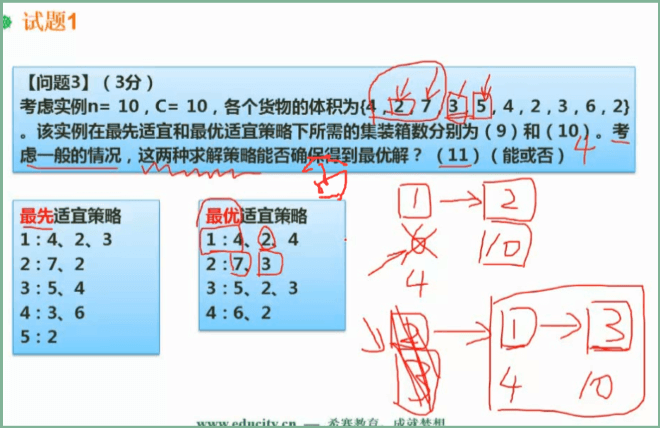 试题1
【问题3】（3分）
考虑实例n= 10，C= 10，各个货物的体积为{4，2，7，3，5，4，2，3，6，2}
。该实例在最先适宜和最优适宜策略下所需的集装箱数分别为（9）和（10）。考
虑一般的情况，这两种求解策略能否确保得到最优解？（11）（能或否）
4
最先适宜策略
1：4、2、3
2：7、2
3：5、4
4：3、6
5：2
最优适宜策略
1：4、2、4
2：7、3
3：5、2、3
4：6、2
1 2
10
4
1 3
4 10
www.educity.cn — 希赛教育，成就梦想